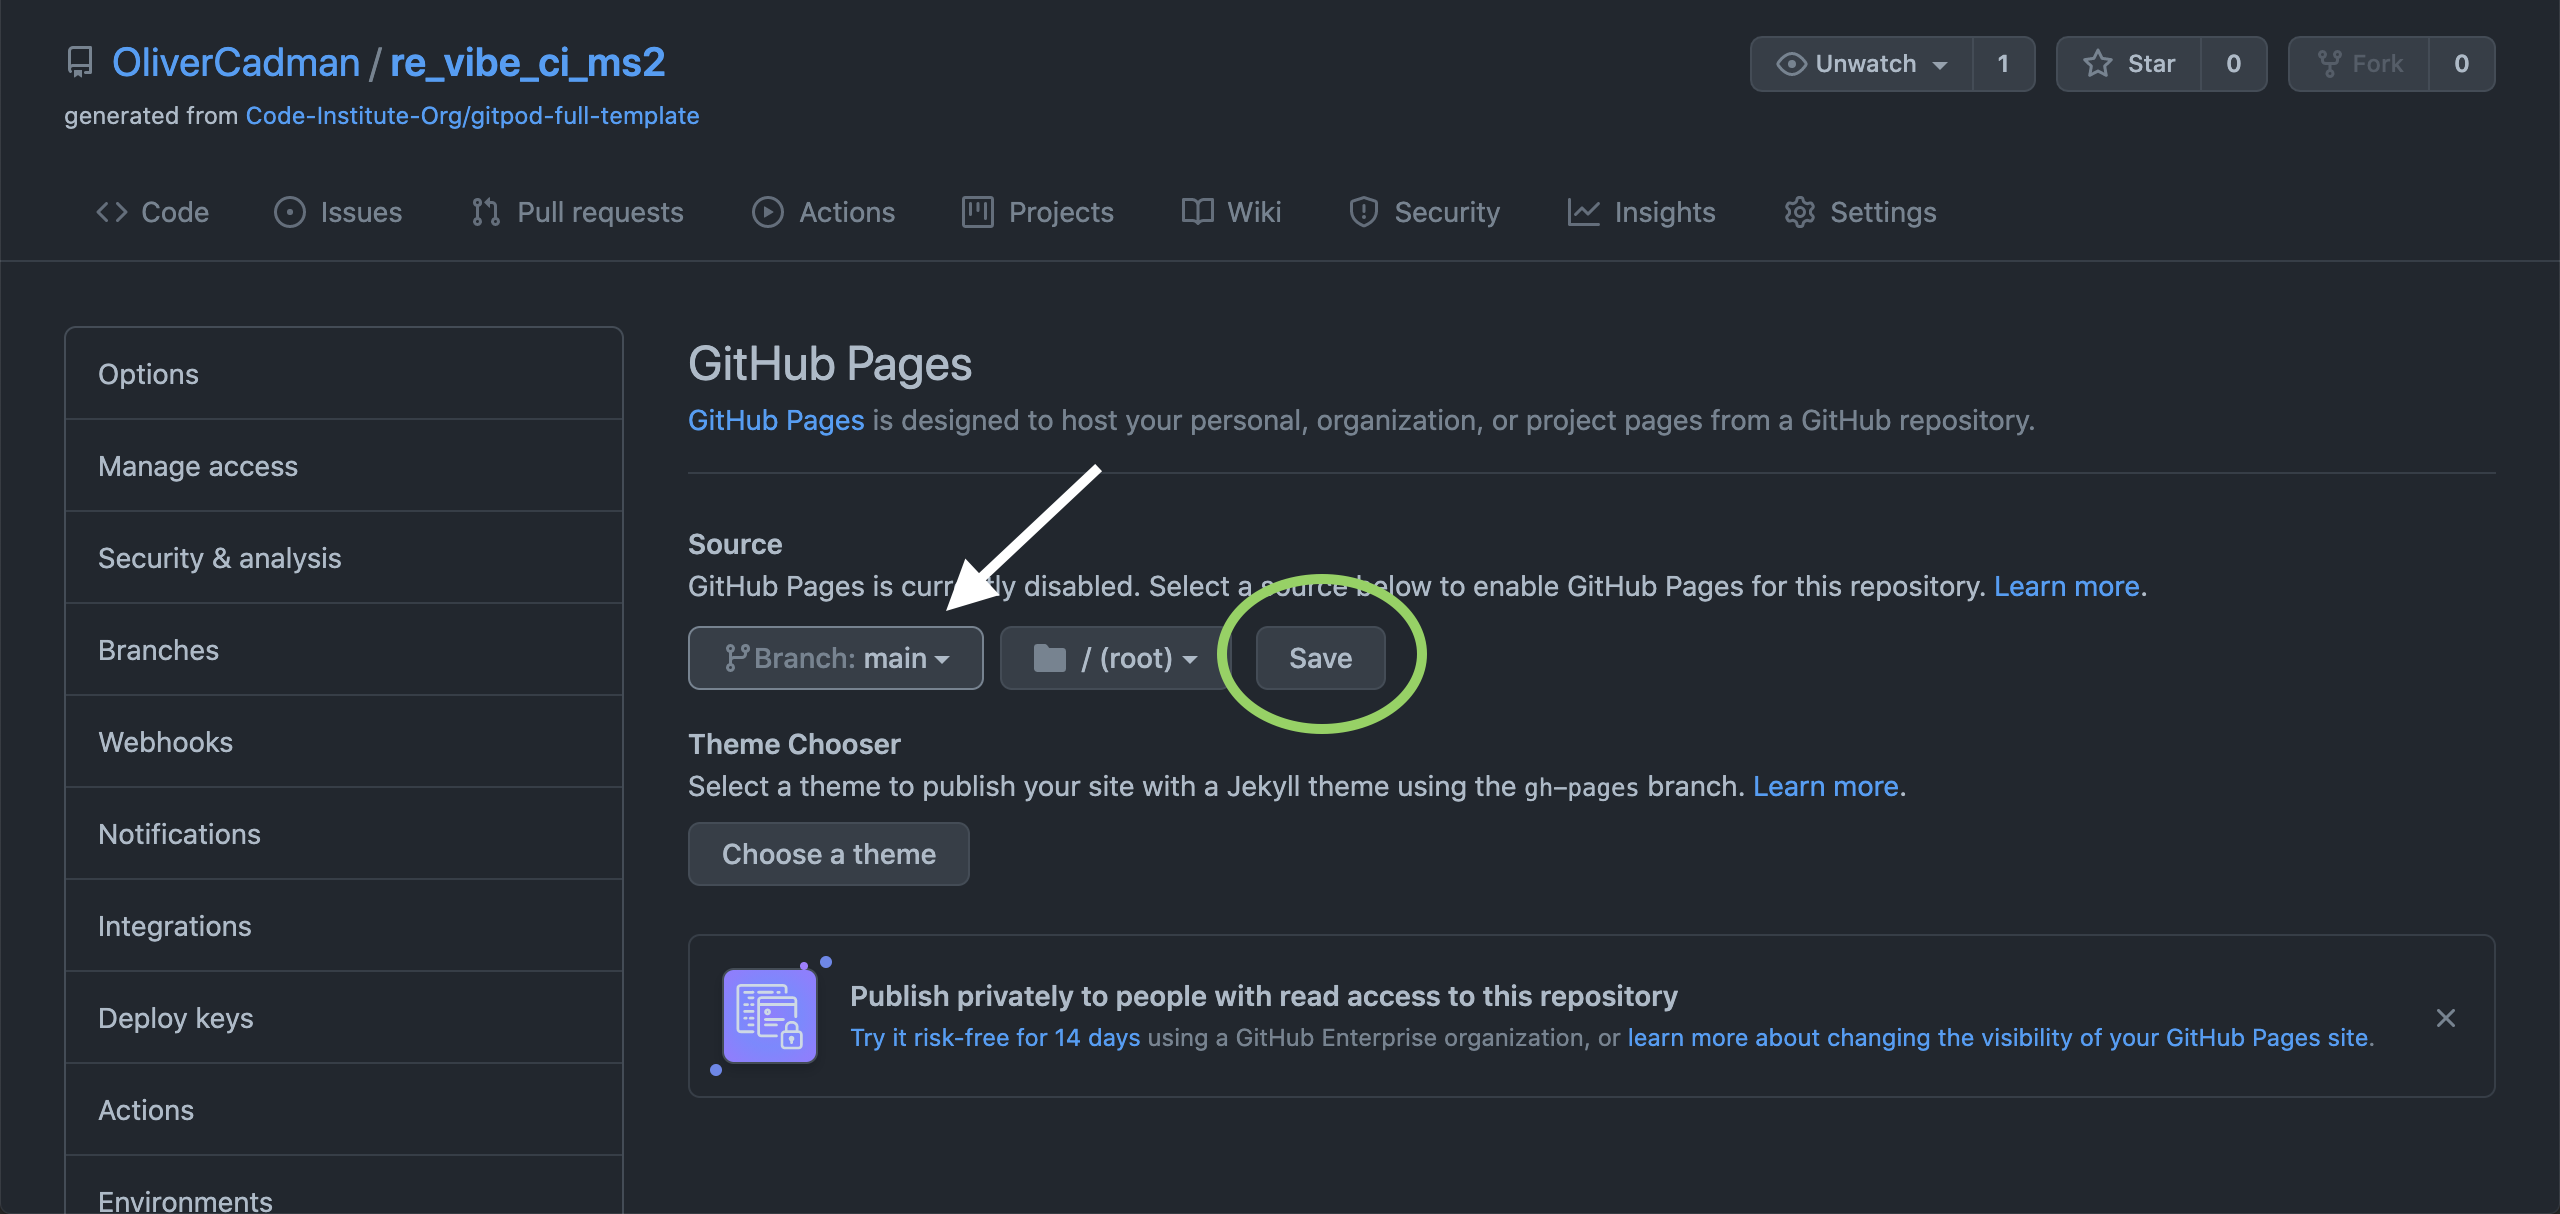 OliverCadman / re_vibe_ci_ms2
Unwatch 1
Star 0
Fork 0
generated from Code-Institute-Org/gitpod-full-template
Code
Issues
Pull requests
Actions
Projects
Wiki
Security
Insights
Settings
Options
Manage access
Security & analysis
Branches
Webhooks
Notifications
Integrations
Deploy keys
Actions
Environments
GitHub Pages
GitHub Pages is designed to host your personal, organization, or project pages from a GitHub repository.
Source
GitHub Pages is currently disabled. Select a source below to enable GitHub Pages for this repository. Learn more.
Branch: main
/ (root)
Save
Theme Chooser
Select a theme to publish your site with a Jekyll theme using the gh-pages branch. Learn more.
Choose a theme
Publish privately to people with read access to this repository
Try it risk-free for 14 days using a GitHub Enterprise organization, or learn more about changing the visibility of your GitHub Pages site.